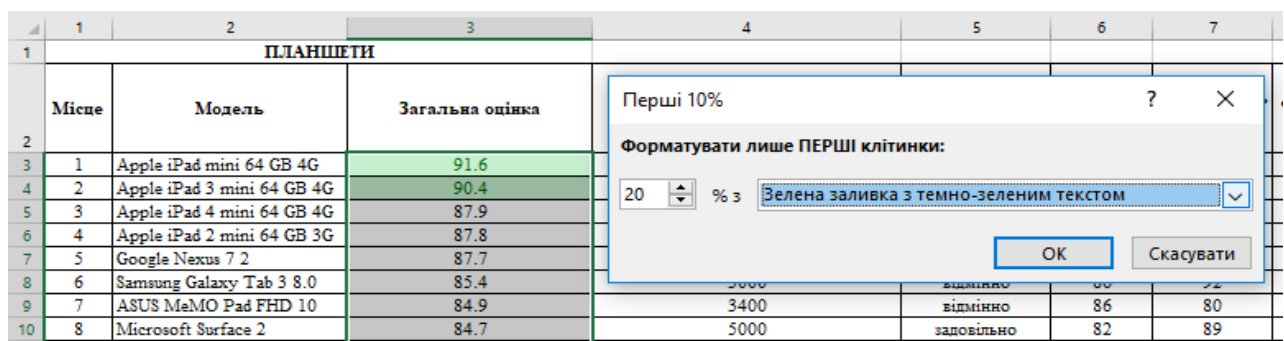 1 2 3 4 5 6 7
1 ПЛАНШЕТИ
2 Місце Модель Загальна оцінка
3 1 Apple iPad mini 64 GB 4G 91.6
4 2 Apple iPad 3 mini 64 GB 4G 90.4
5 3 Apple iPad 4 mini 64 GB 4G 87.9
6 4 Apple iPad 2 mini 64 GB 3G 87.8
7 5 Google Nexus 7 2 87.7
8 6 Samsung Galaxy Tab 3 8.0 85.4
9 7 ASUS MeMO Pad FHD 10 84.9 3400 відмінно 86 80
10 8 Microsoft Surface 2 84.7 5000 задовільно 82 89
Перші 10% ?
Форматувати лише ПЕРШІ клітинки:
20 % з Зелена заливка з темно-зеленим текстом
ОК Скасувати